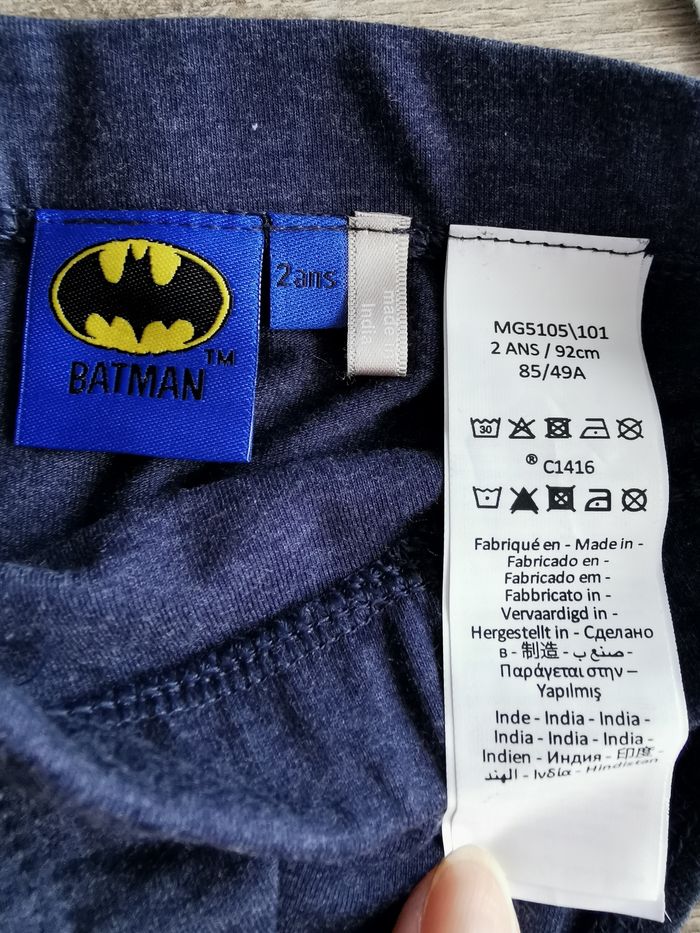 BATMAN™
2ans
made in
India
MG5105\101
2 ANS / 92cm
85/49A
30
® C1416
Fabriqué en - Made in -
Fabricado en -
Fabricado em -
Fabbricato in -
Vervaardigd in -
Hergestellt in - Сделано
в - 制造 - صنع ب -
Παράγεται στην –
Yapılmış
Inde - India - India -
India - India - India -
Indien - Индия - 印度 -
الهند - Ινδία - Hindistan